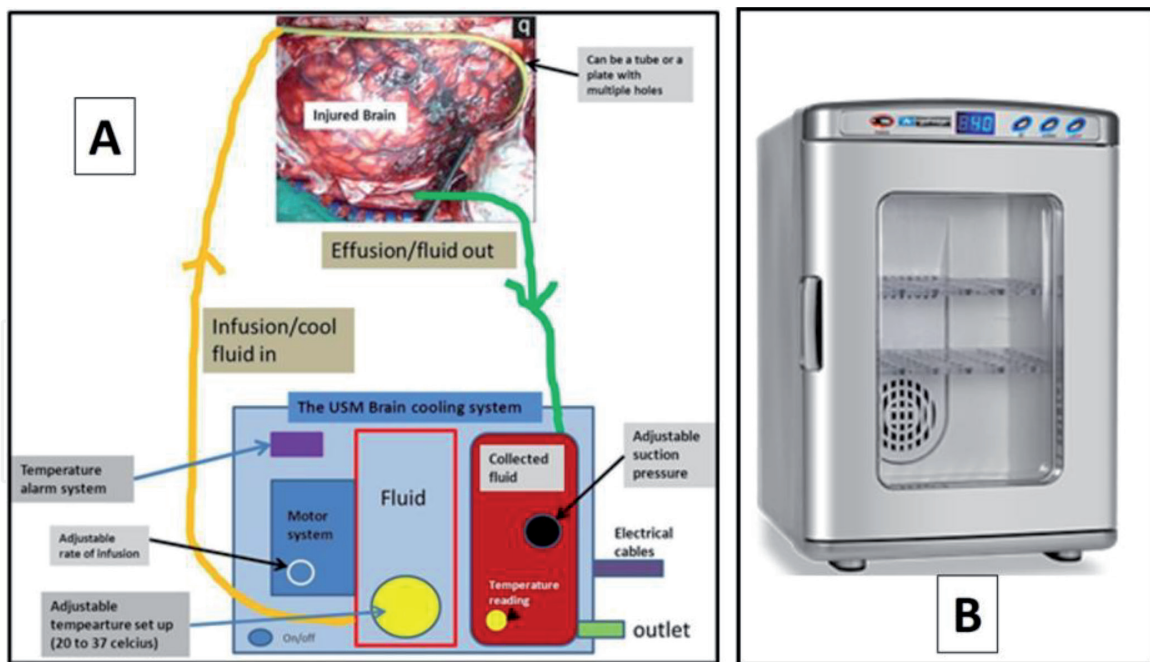 A
q
Can be a tube or a
plate with
multiple holes
Injured Brain
Effusion/fluid out
Infusion/cool
fluid in
The USM Brain cooling system
Temperature
alarm system
Motor
system
Adjustable
rate of infusion
Fluid
Collected
fluid
Adjustable
suction
pressure
Electrical
cables
Temperature
reading
Adjustable
tempearture set up
(20 to 37 celcius)
On/off
outlet
40
B